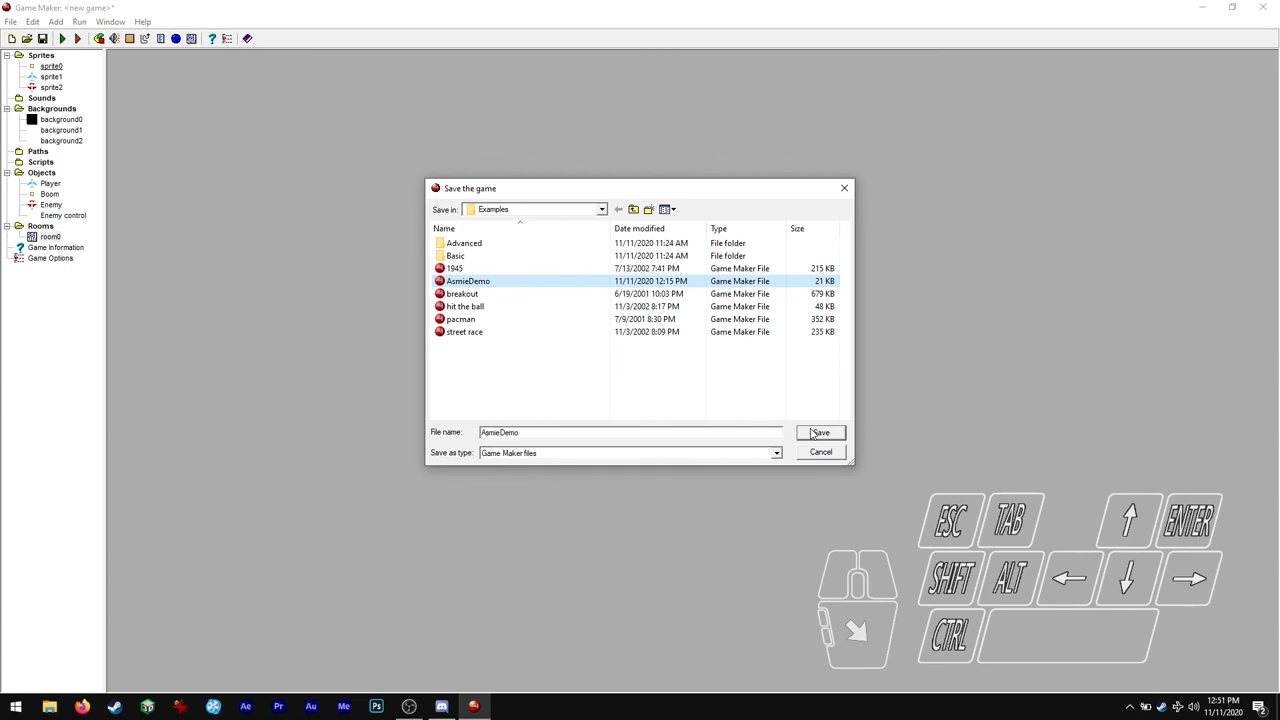 Game Maker: <new game>*
File Edit Add Run Window Help
Sprites
sprite0
sprite1
sprite2
Sounds
Backgrounds
background0
background1
background2
Paths
Scripts
Objects
Player
Boom
Enemy
Enemy control
Rooms
room0
Game Information
Game Options
Save the game
Save in: Examples
Name Date modified Type Size
Advanced 11/11/2020 11:24 AM File folder
Basic 11/11/2020 11:24 AM File folder
1945 7/13/2002 7:41 PM Game Maker File 215 KB
AsmieDemo 11/11/2020 12:15 PM Game Maker File 21 KB
breakout 6/19/2001 10:03 PM Game Maker File 679 KB
hit the ball 11/3/2002 8:17 PM Game Maker File 48 KB
pacman 7/9/2001 8:30 PM Game Maker File 352 KB
street race 11/3/2002 8:09 PM Game Maker File 235 KB
File name: AsmieDemo Save
Save as type: Game Maker files Cancel
ESC TAB ENTER
SHIFT ALT
CTRL
Ae Pr Au Me Ps
12:51 PM
11/11/2020
2